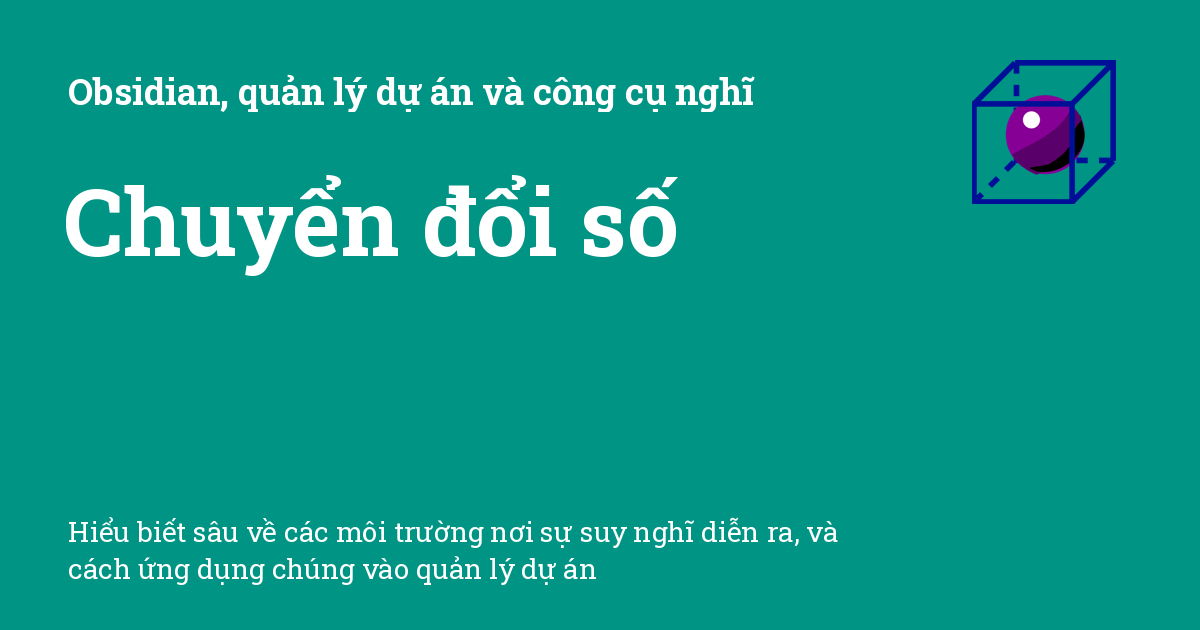 Obsidian, quản lý dự án và công cụ nghĩ
Chuyển đổi số
Hiểu biết sâu về các môi trường nơi sự suy nghĩ diễn ra, và
cách ứng dụng chúng vào quản lý dự án